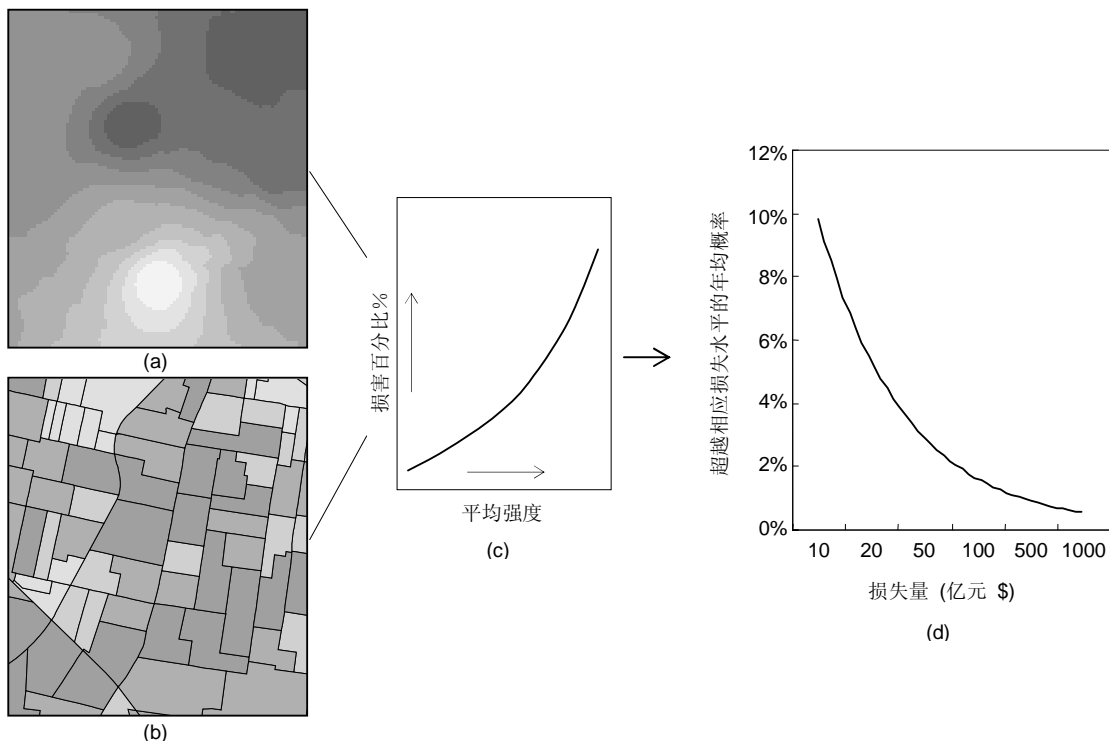 (a)
(b)
损害百分比%
平均强度
(c)
超越相应损失水平的年均概率
12%
10%
8%
6%
4%
2%
0%
10 20 50 100 500 1000
损失量 (亿元 $)
(d)